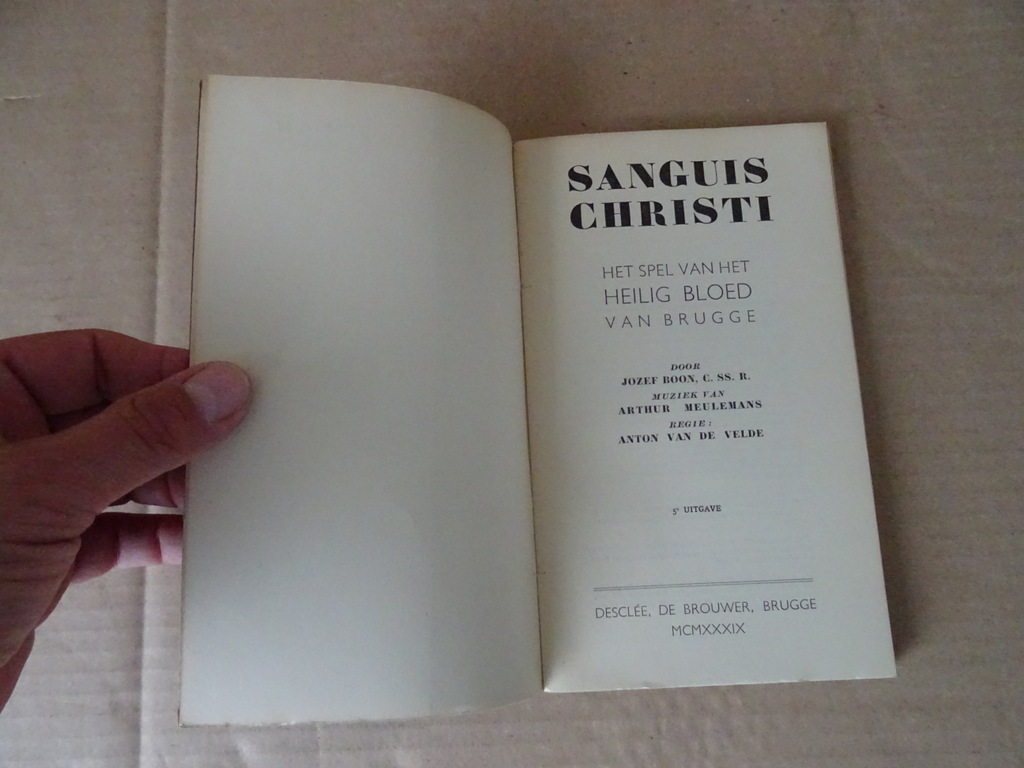 SANGUIS
CHRISTI
HET SPEL VAN HET
HEILIG BLOED
VAN BRUGGE
DOOR
JOZEF BOON, C. SS. R.
MUZIEK VAN
ARTHUR MEULEMANS
REGIE :
ANTON VAN DE VELDE
5e UITGAVE
DESCLÉE, DE BROUWER, BRUGGE
MCMXXXIX